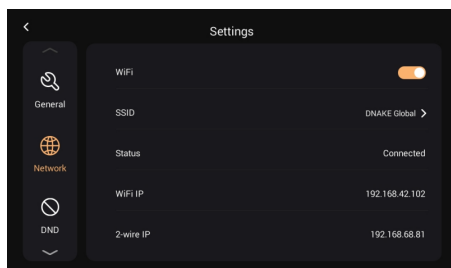 Settings
General
Network
DND
WiFi
SSID DNAKE Global
Status Connected
WiFi IP 192.168.42.102
2-wire IP 192.168.68.81